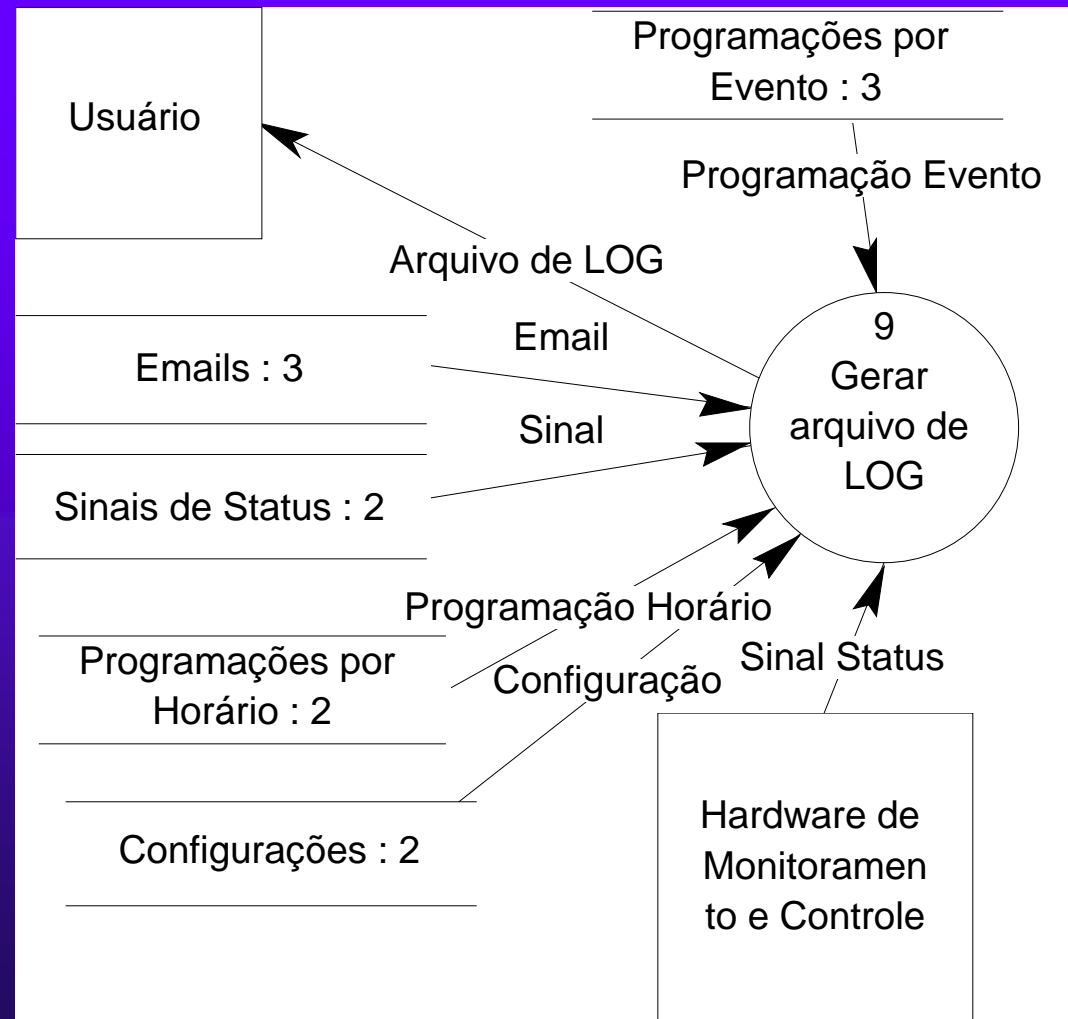 Usuário
Programações por
Evento : 3
Programação Evento
Arquivo de LOG
Emails : 3
Email
9
Gerar
arquivo de
LOG
Sinais de Status : 2
Sinal
Programação Horário
Programações por
Horário : 2
Configuração
Sinal Status
Configurações : 2
Hardware de
Monitoramen
to e Controle